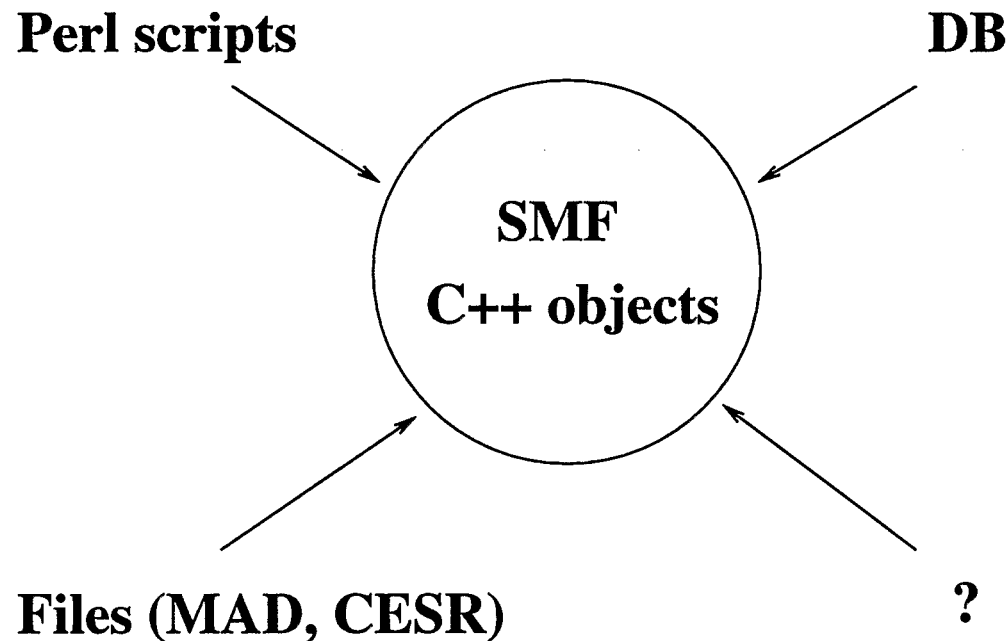 Perl scripts
DB
SMF
C++ objects
Files (MAD, CESR)
?